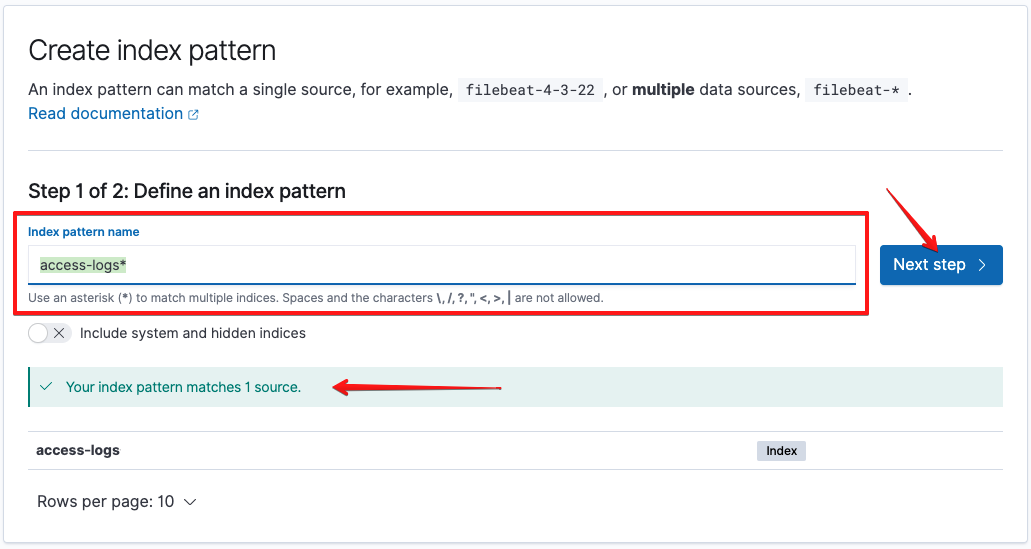 Create index pattern
An index pattern can match a single source, for example, filebeat-4-3-22 , or multiple data sources, filebeat-* .
Read documentation
Step 1 of 2: Define an index pattern
Index pattern name
access-logs*
Next step
Use an asterisk (*) to match multiple indices. Spaces and the characters \, /, ?, ", <, >, | are not allowed.
Include system and hidden indices
Your index pattern matches 1 source.
access-logs Index
Rows per page: 10